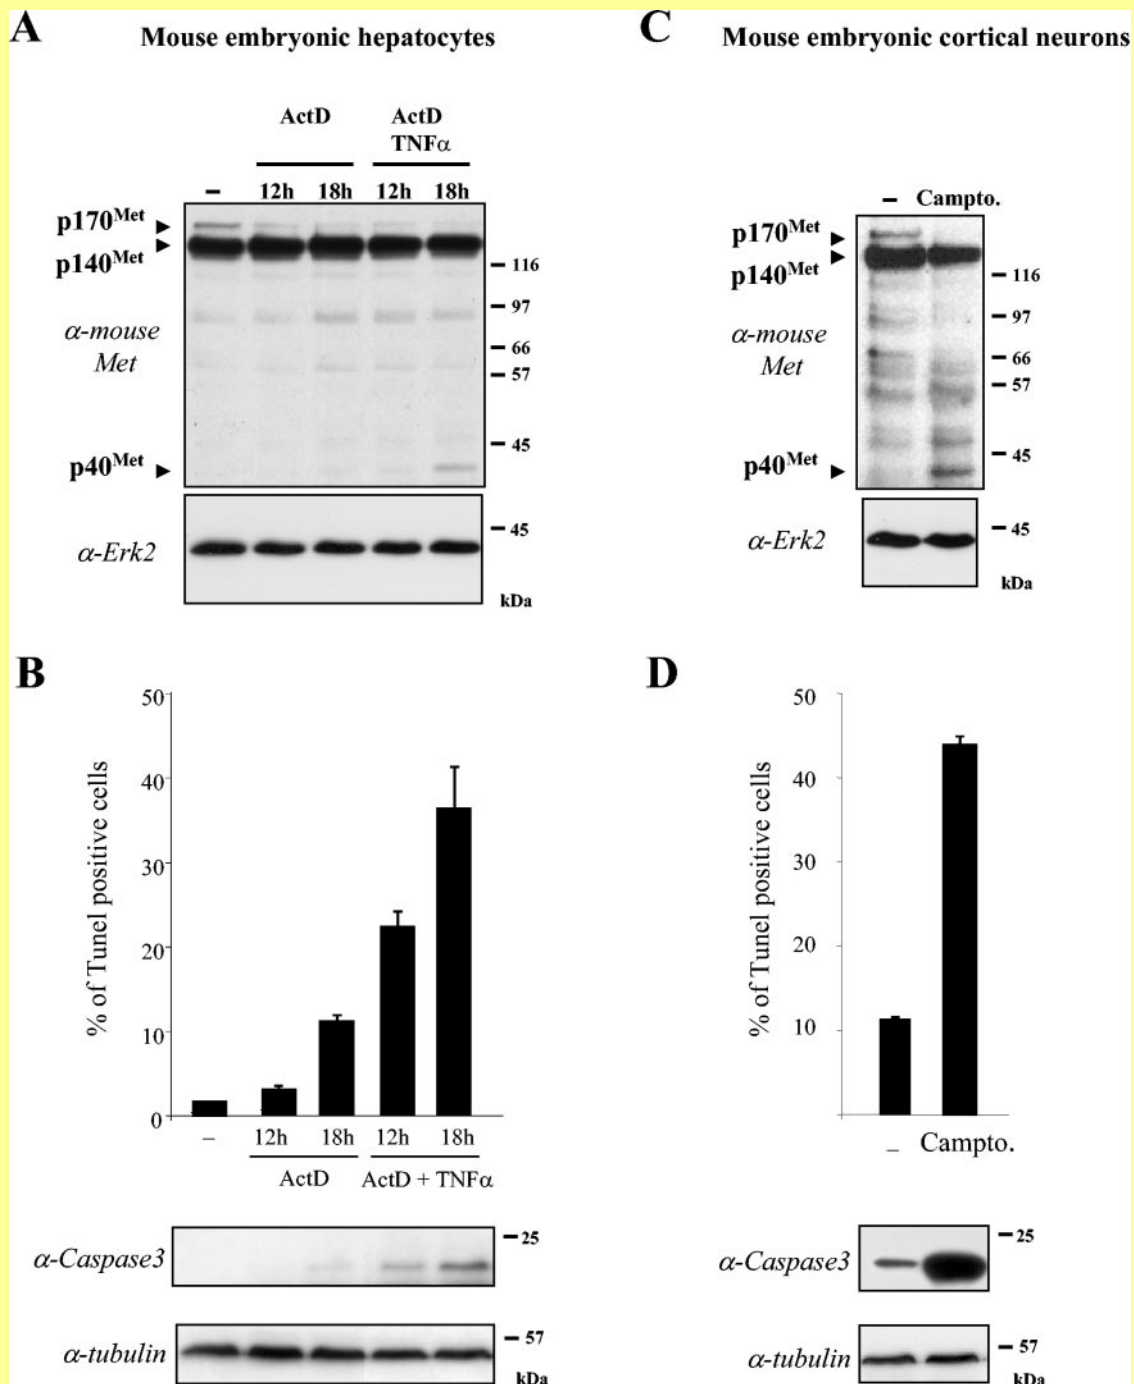 A
Mouse embryonic hepatocytes
ActD
ActD
TNFα
– 12h 18h 12h 18h
p170Met
p140Met
116
97
α-mouse
Met
66
57
45
p40Met
α-Erk2
45
kDa
C
Mouse embryonic cortical neurons
– Campto.
p170Met
p140Met
116
97
α-mouse
Met
66
57
45
p40Met
α-Erk2
45
kDa
B
% of Tunel positive cells
50
40
30
20
10
0
– 12h 18h 12h 18h
ActD ActD + TNFα
α-Caspase3
25
α-tubulin
57
kDa
D
% of Tunel positive cells
50
40
30
20
10
– Campto.
α-Caspase3
25
α-tubulin
57
kDa